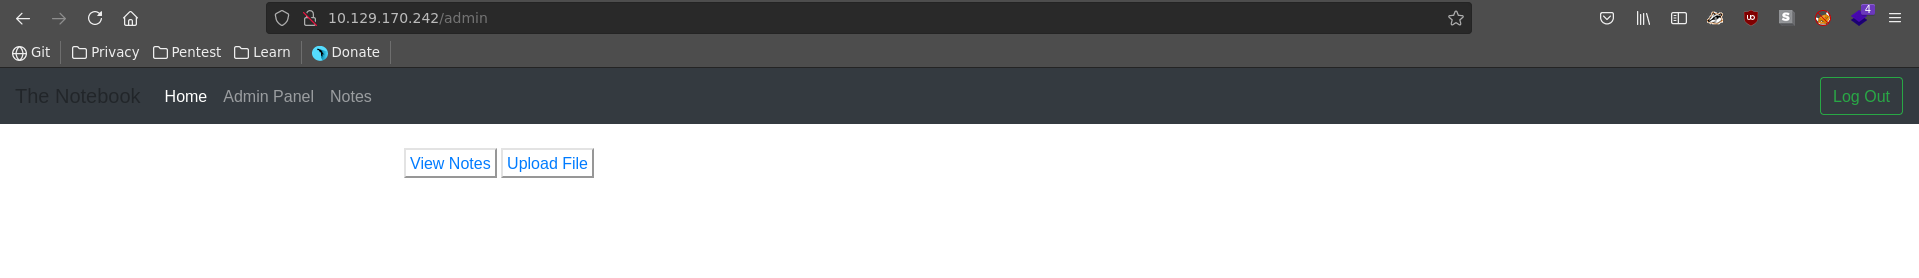 10.129.170.242/admin
4
Git Privacy Pentest Learn Donate
The Notebook Home Admin Panel Notes Log Out
View Notes Upload File